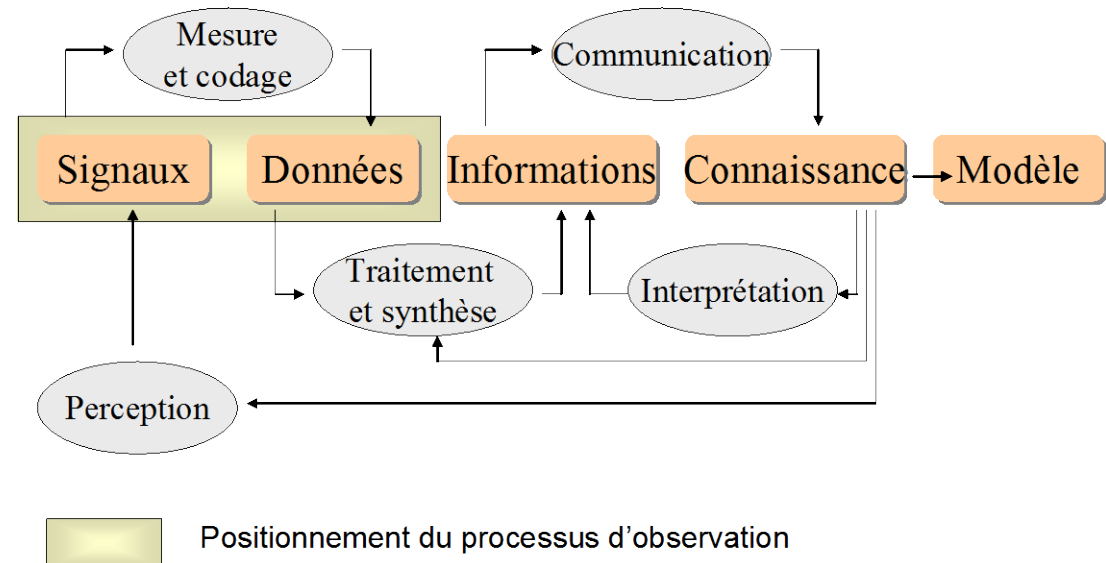 Mesure
et codage
Communication
Signaux
Données
Informations
Connaissance
Modèle
Traitement
et synthèse
Interprétation
Perception
Positionnement du processus d’observation